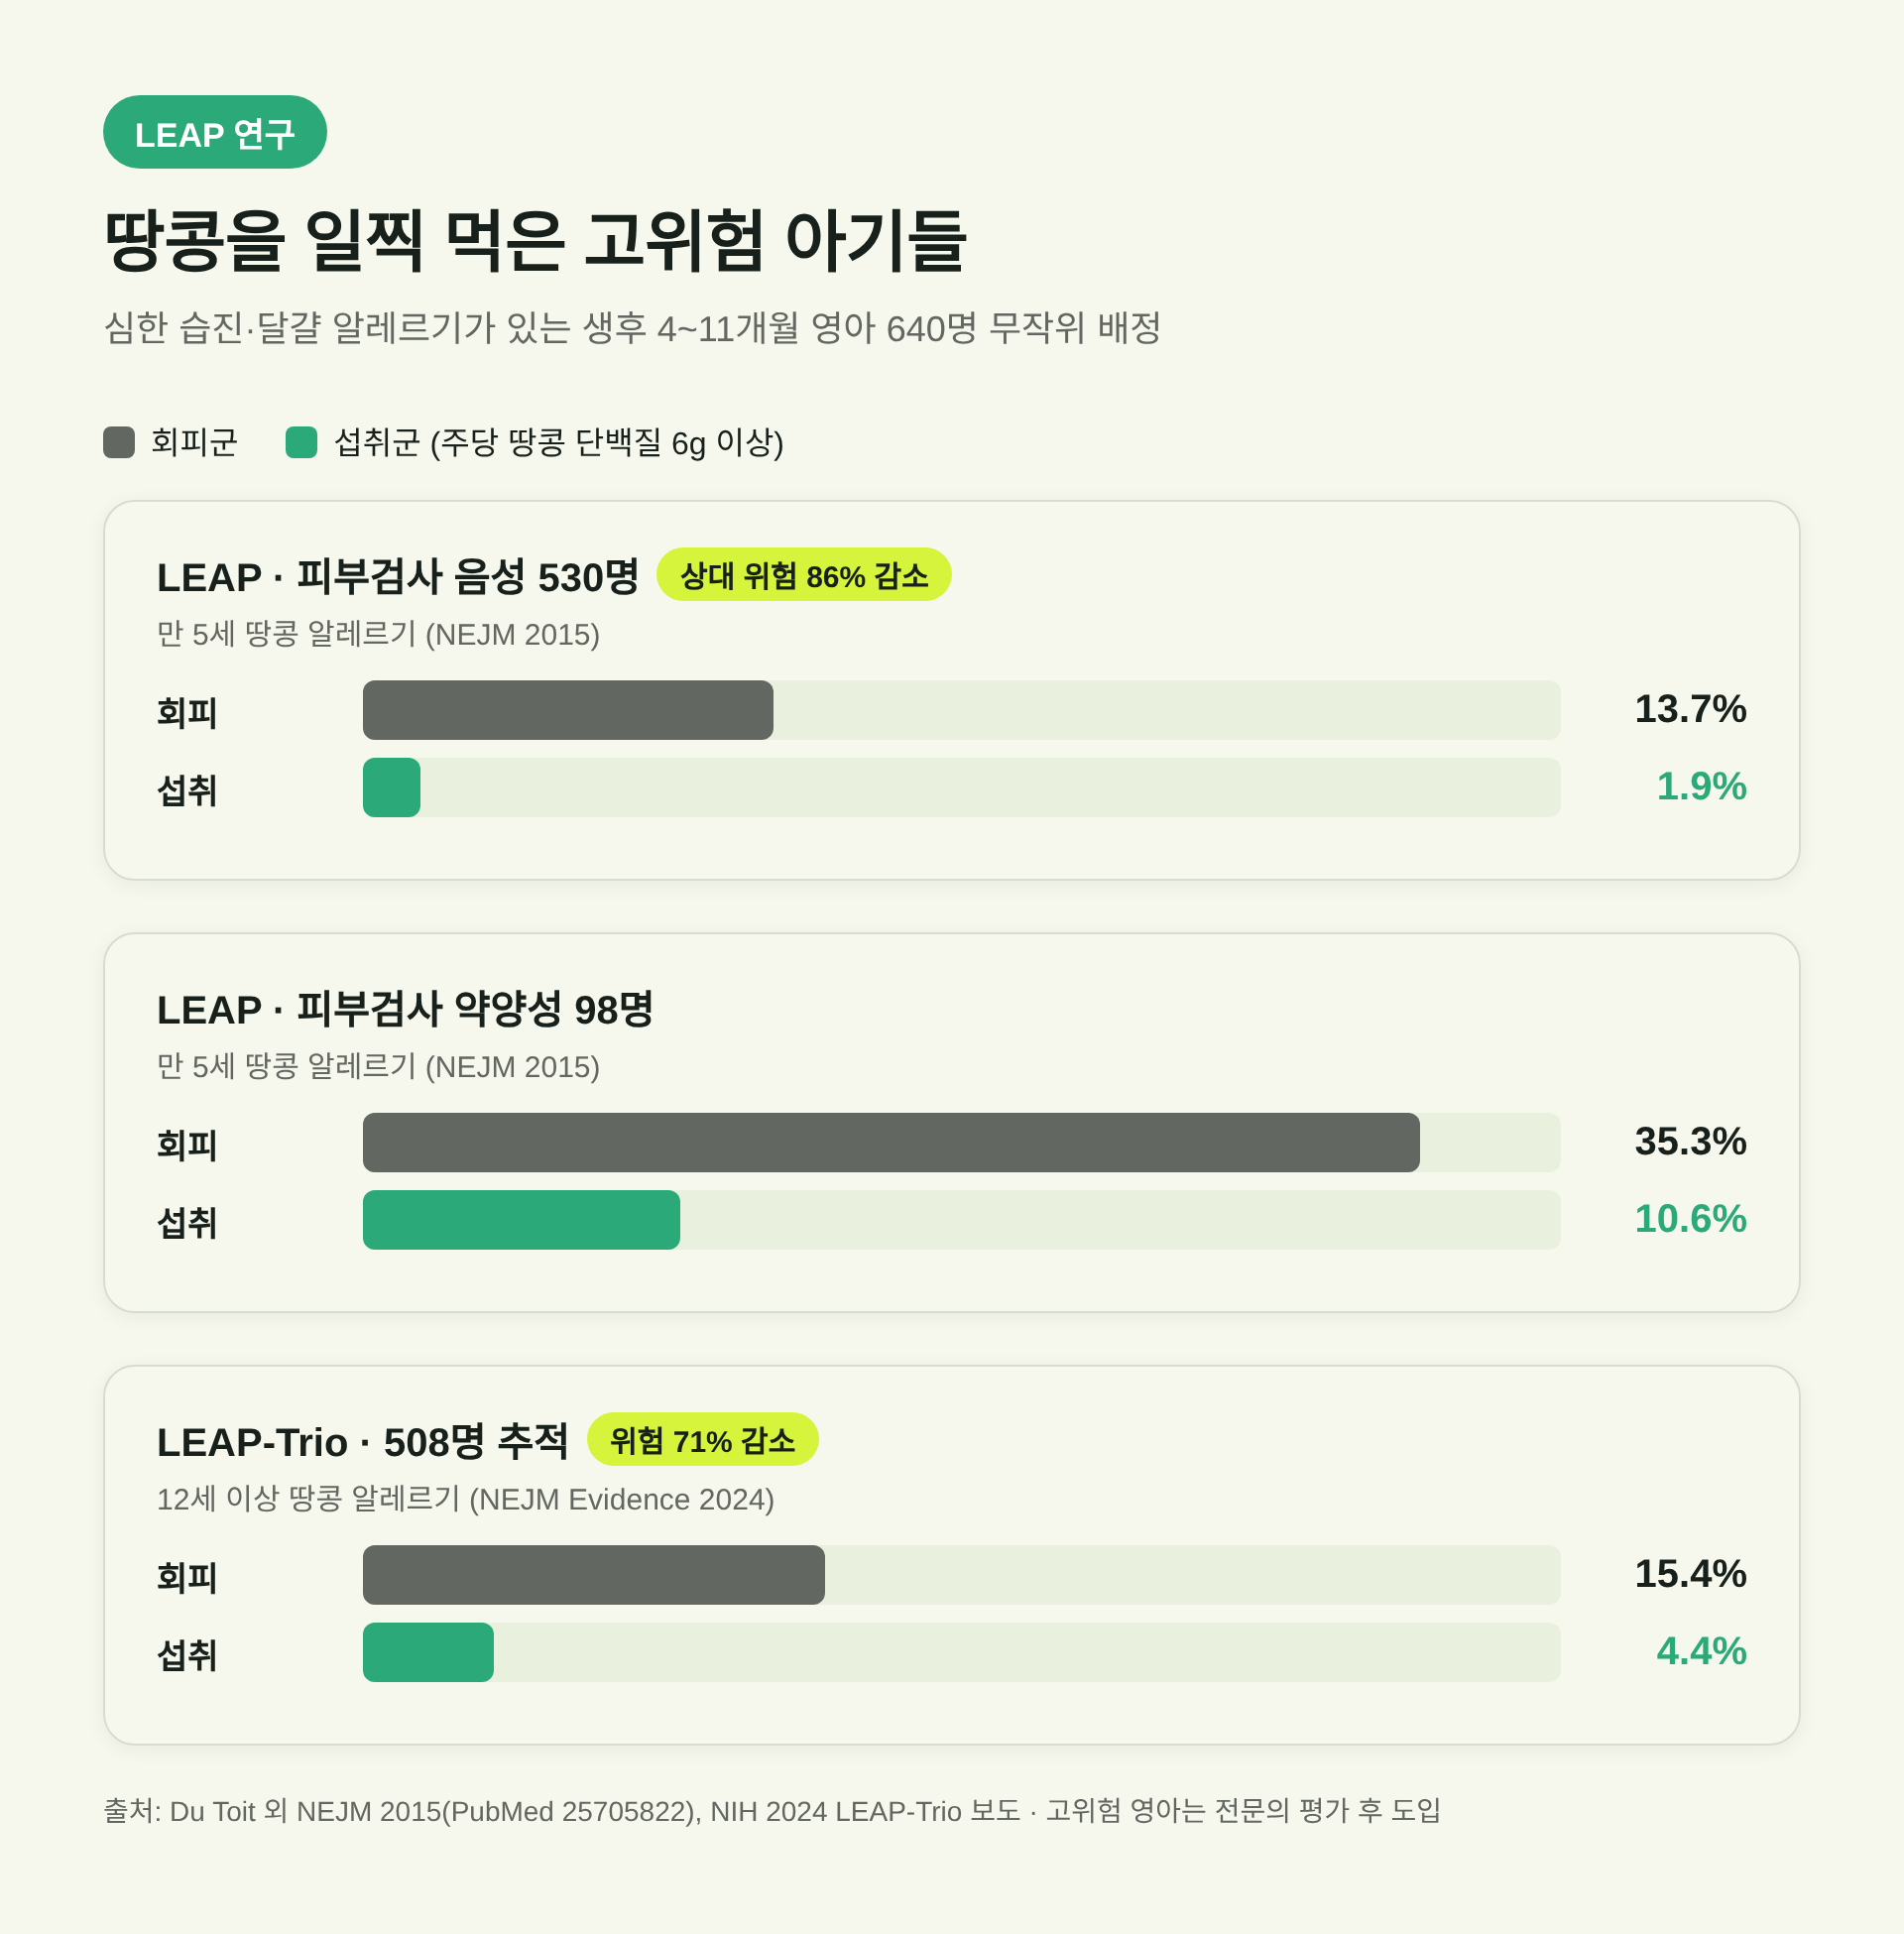 LEAP 연구
땅콩을 일찍 먹은 고위험 아기들
심한 습진·달걀 알레르기가 있는 생후 4~11개월 영아 640명 무작위 배정
회피군 섭취군 (주당 땅콩 단백질 6g 이상)
LEAP · 피부검사 음성 530명 상대 위험 86% 감소
만 5세 땅콩 알레르기 (NEJM 2015)
회피 13.7%
섭취 1.9%
LEAP · 피부검사 약양성 98명
만 5세 땅콩 알레르기 (NEJM 2015)
회피 35.3%
섭취 10.6%
LEAP-Trio · 508명 추적 위험 71% 감소
12세 이상 땅콩 알레르기 (NEJM Evidence 2024)
회피 15.4%
섭취 4.4%
출처: Du Toit 외 NEJM 2015(PubMed 25705822), NIH 2024 LEAP-Trio 보도 · 고위험 영아는 전문의 평가 후 도입